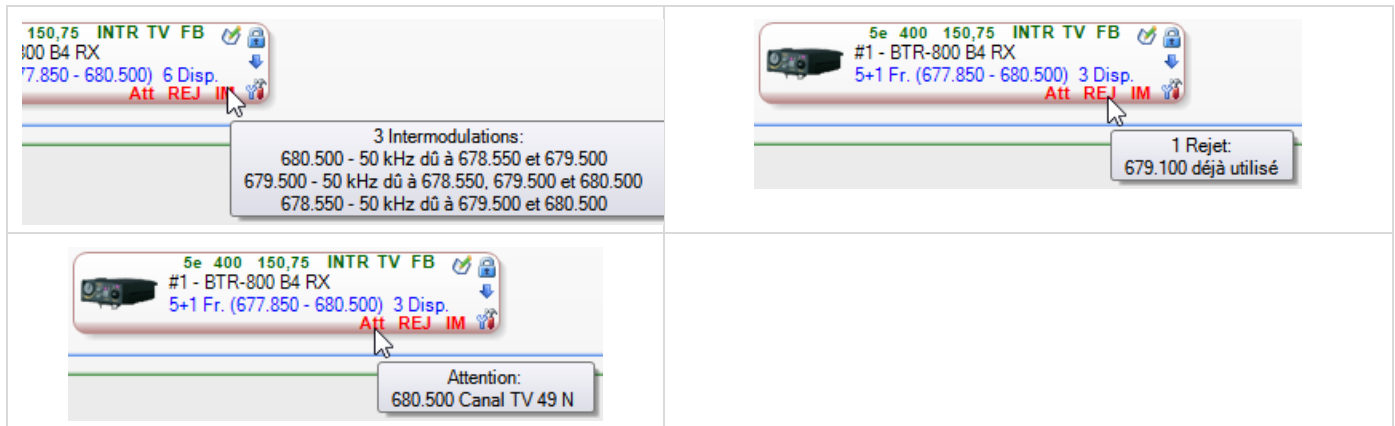 150,75 INTR TV FB
800 B4 RX
77.850 - 680.500) 6 Disp.
Att REJ IM
3 Intermodulations:
680.500 - 50 kHz dû à 678.550 et 679.500
679.500 - 50 kHz dû à 678.550, 679.500 et 680.500
678.550 - 50 kHz dû à 679.500 et 680.500
5e 400 150,75 INTR TV FB
#1 - BTR-800 B4 RX
5+1 Fr. (677.850 - 680.500) 3 Disp.
Att REJ IM
1 Rejet:
679.100 déjà utilisé
5e 400 150,75 INTR TV FB
#1 - BTR-800 B4 RX
5+1 Fr. (677.850 - 680.500) 3 Disp.
Att REJ IM
Attention:
680.500 Canal TV 49 N